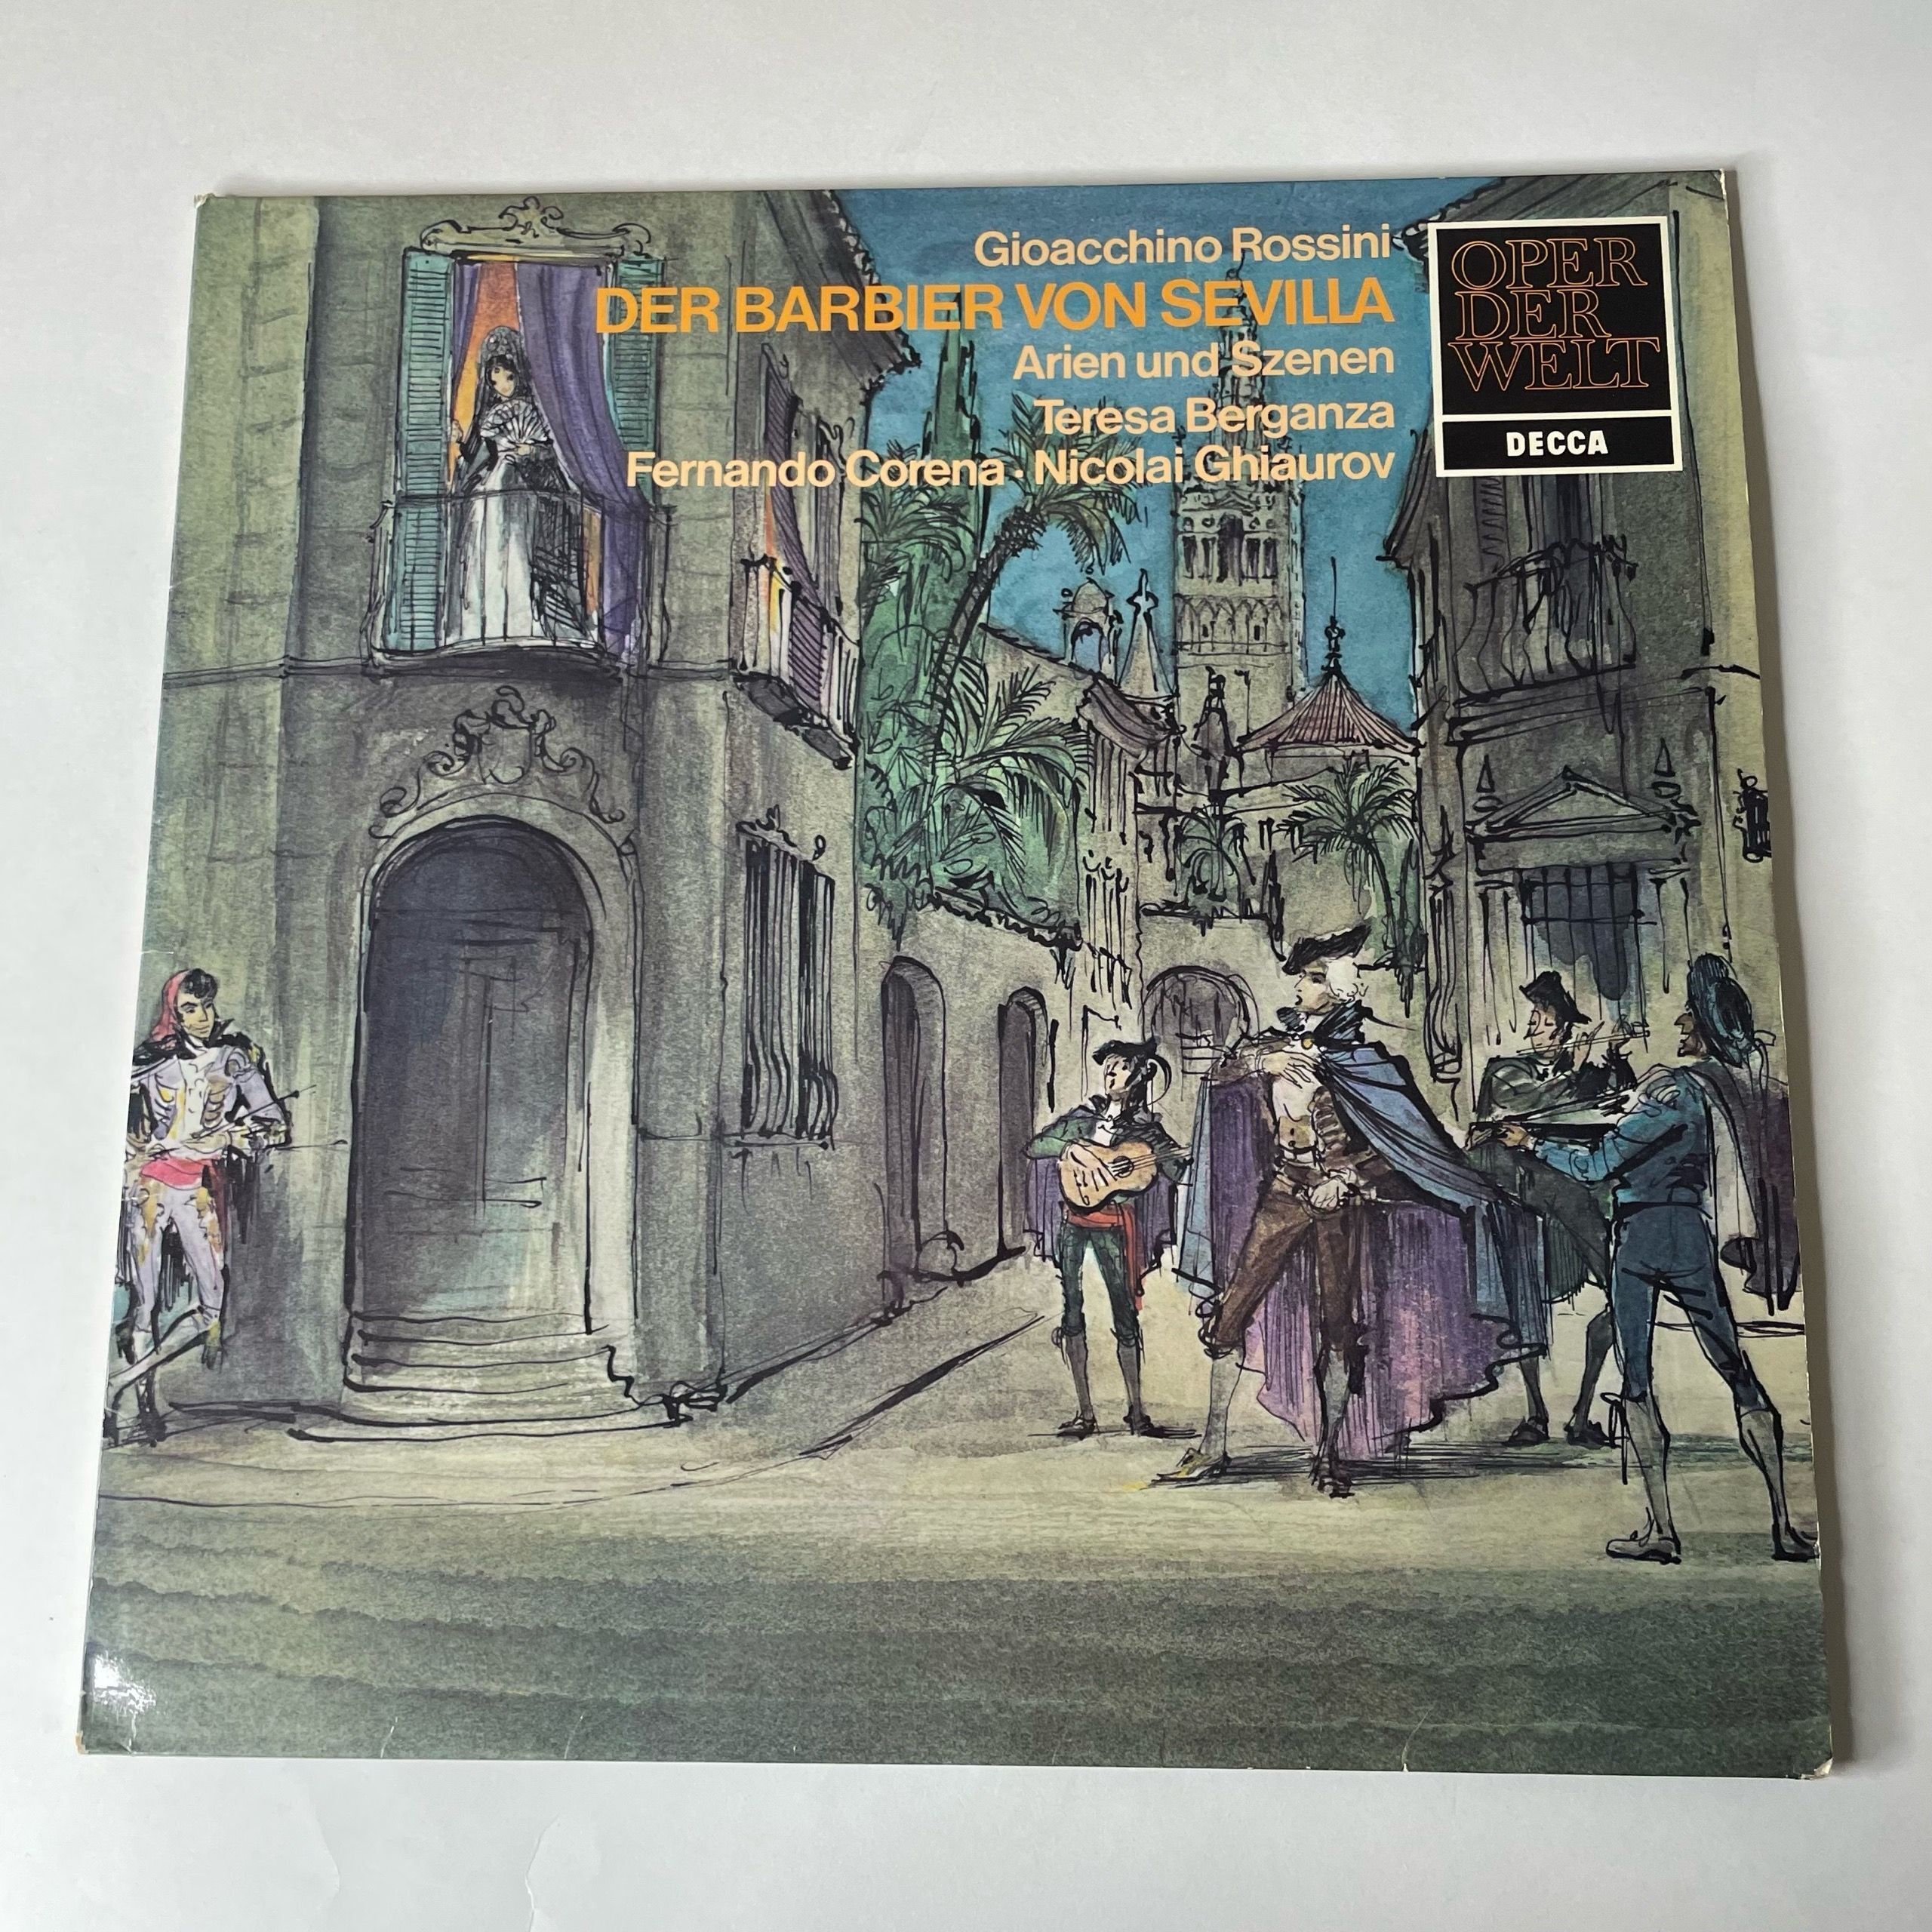 Gioacchino Rossini
DER BARBIER VON SEVILLA
Arien und Szenen
Teresa Berganza
Fernando Corena · Nicolai Ghiaurov
OPER
DER
WELT
DECCA